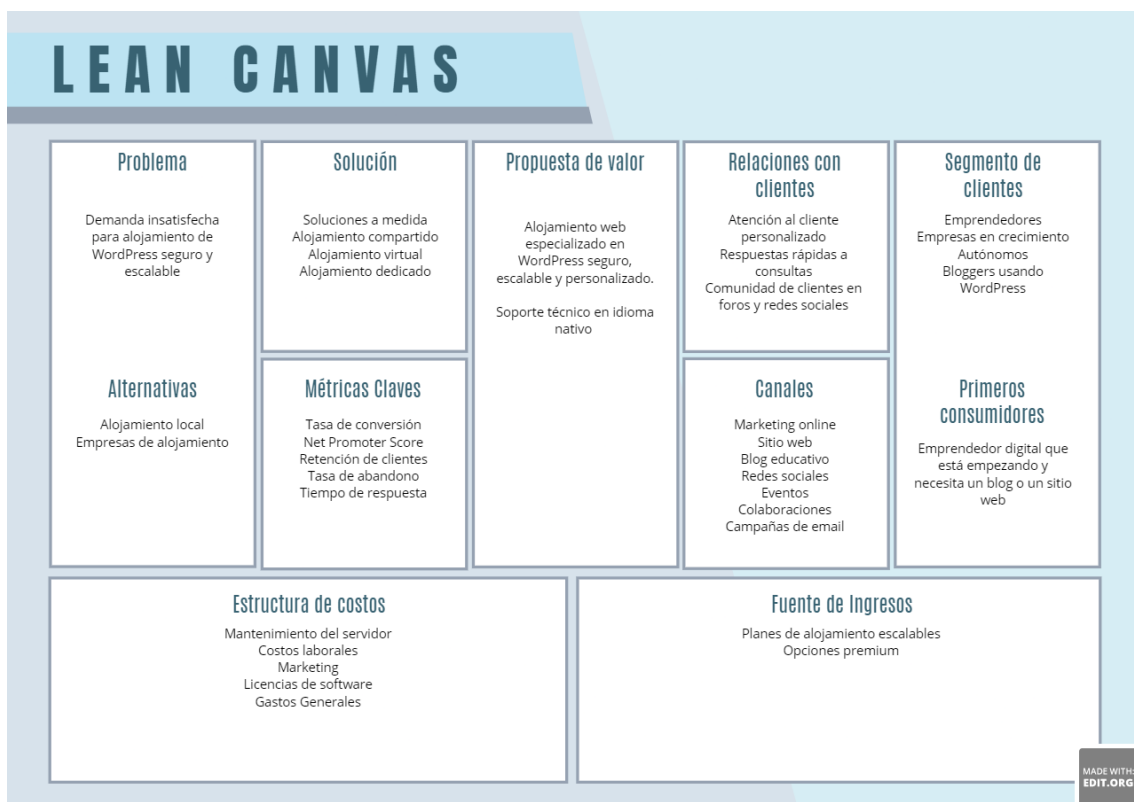 LEAN CANVAS
Problema
Demanda insatisfecha
para alojamiento de
WordPress seguro y
escalable
Alternativas
Alojamiento local
Empresas de alojamiento
Solución
Soluciones a medida
Alojamiento compartido
Alojamiento virtual
Alojamiento dedicado
Métricas Claves
Tasa de conversión
Net Promoter Score
Retención de clientes
Tasa de abandono
Tiempo de respuesta
Propuesta de valor
Alojamiento web
especializado en
WordPress seguro,
escalable y personalizado.
Soporte técnico en idioma
nativo
Relaciones con
clientes
Atención al cliente
personalizado
Respuestas rápidas a
consultas
Comunidad de clientes en
foros y redes sociales
Canales
Marketing online
Sitio web
Blog educativo
Redes sociales
Eventos
Colaboraciones
Campañas de email
Segmento de
clientes
Emprendedores
Empresas en crecimiento
Autónomos
Bloggers usando
WordPress
Primeros
consumidores
Emprendedor digital que
está empezando y
necesita un blog o un sitio
web
Estructura de costos
Mantenimiento del servidor
Costos laborales
Marketing
Licencias de software
Gastos Generales
Fuente de Ingresos
Planes de alojamiento escalables
Opciones premium
MADE WITH:
EDIT.ORG